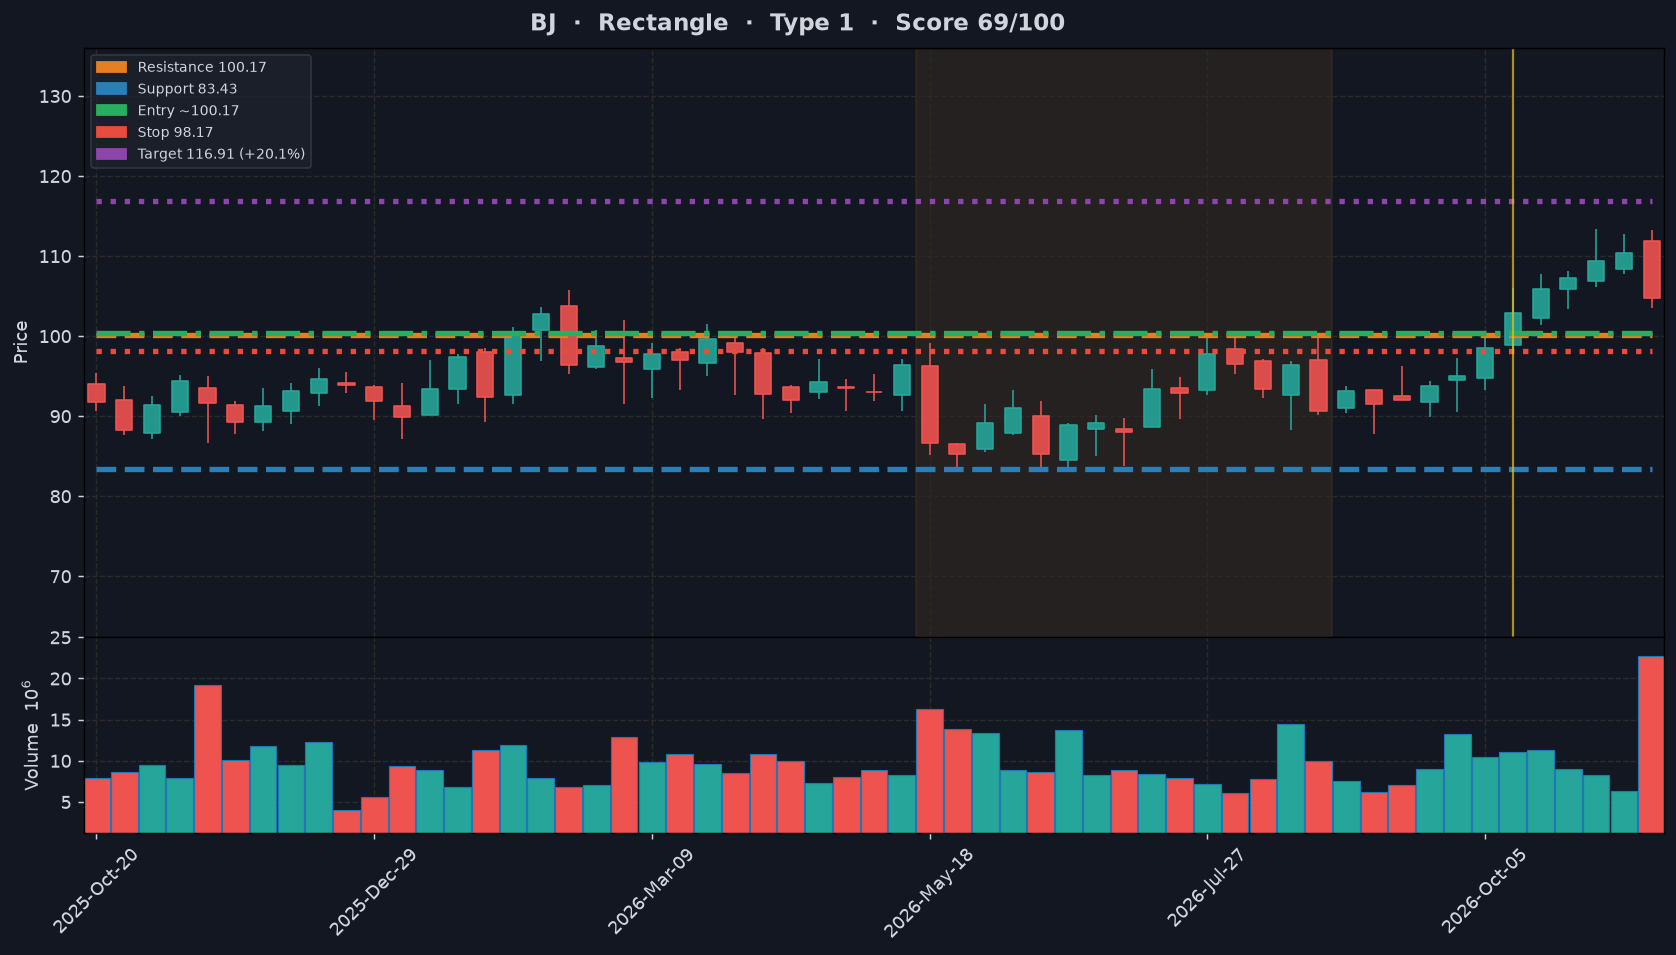 BJ · Rectangle · Type 1 · Score 69/100
Resistance 100.17
Support 83.43
Entry ~100.17
Stop 98.17
Target 116.91 (+20.1%)
Price
130
120
110
100
90
80
70
Volume 10⁶
25
20
15
10
5
2025-Oct-20
2025-Dec-29
2026-Mar-09
2026-May-18
2026-Jul-27
2026-Oct-05